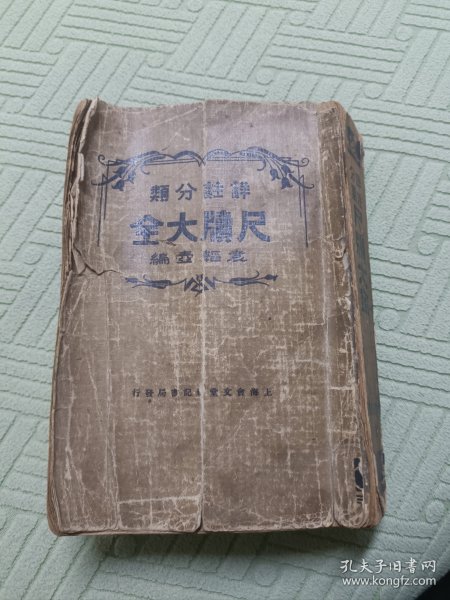 詳註分類
尺牘大全
袁韜壺編
上海會文堂新記書局發行
孔夫子旧书网
www.kongfz.com